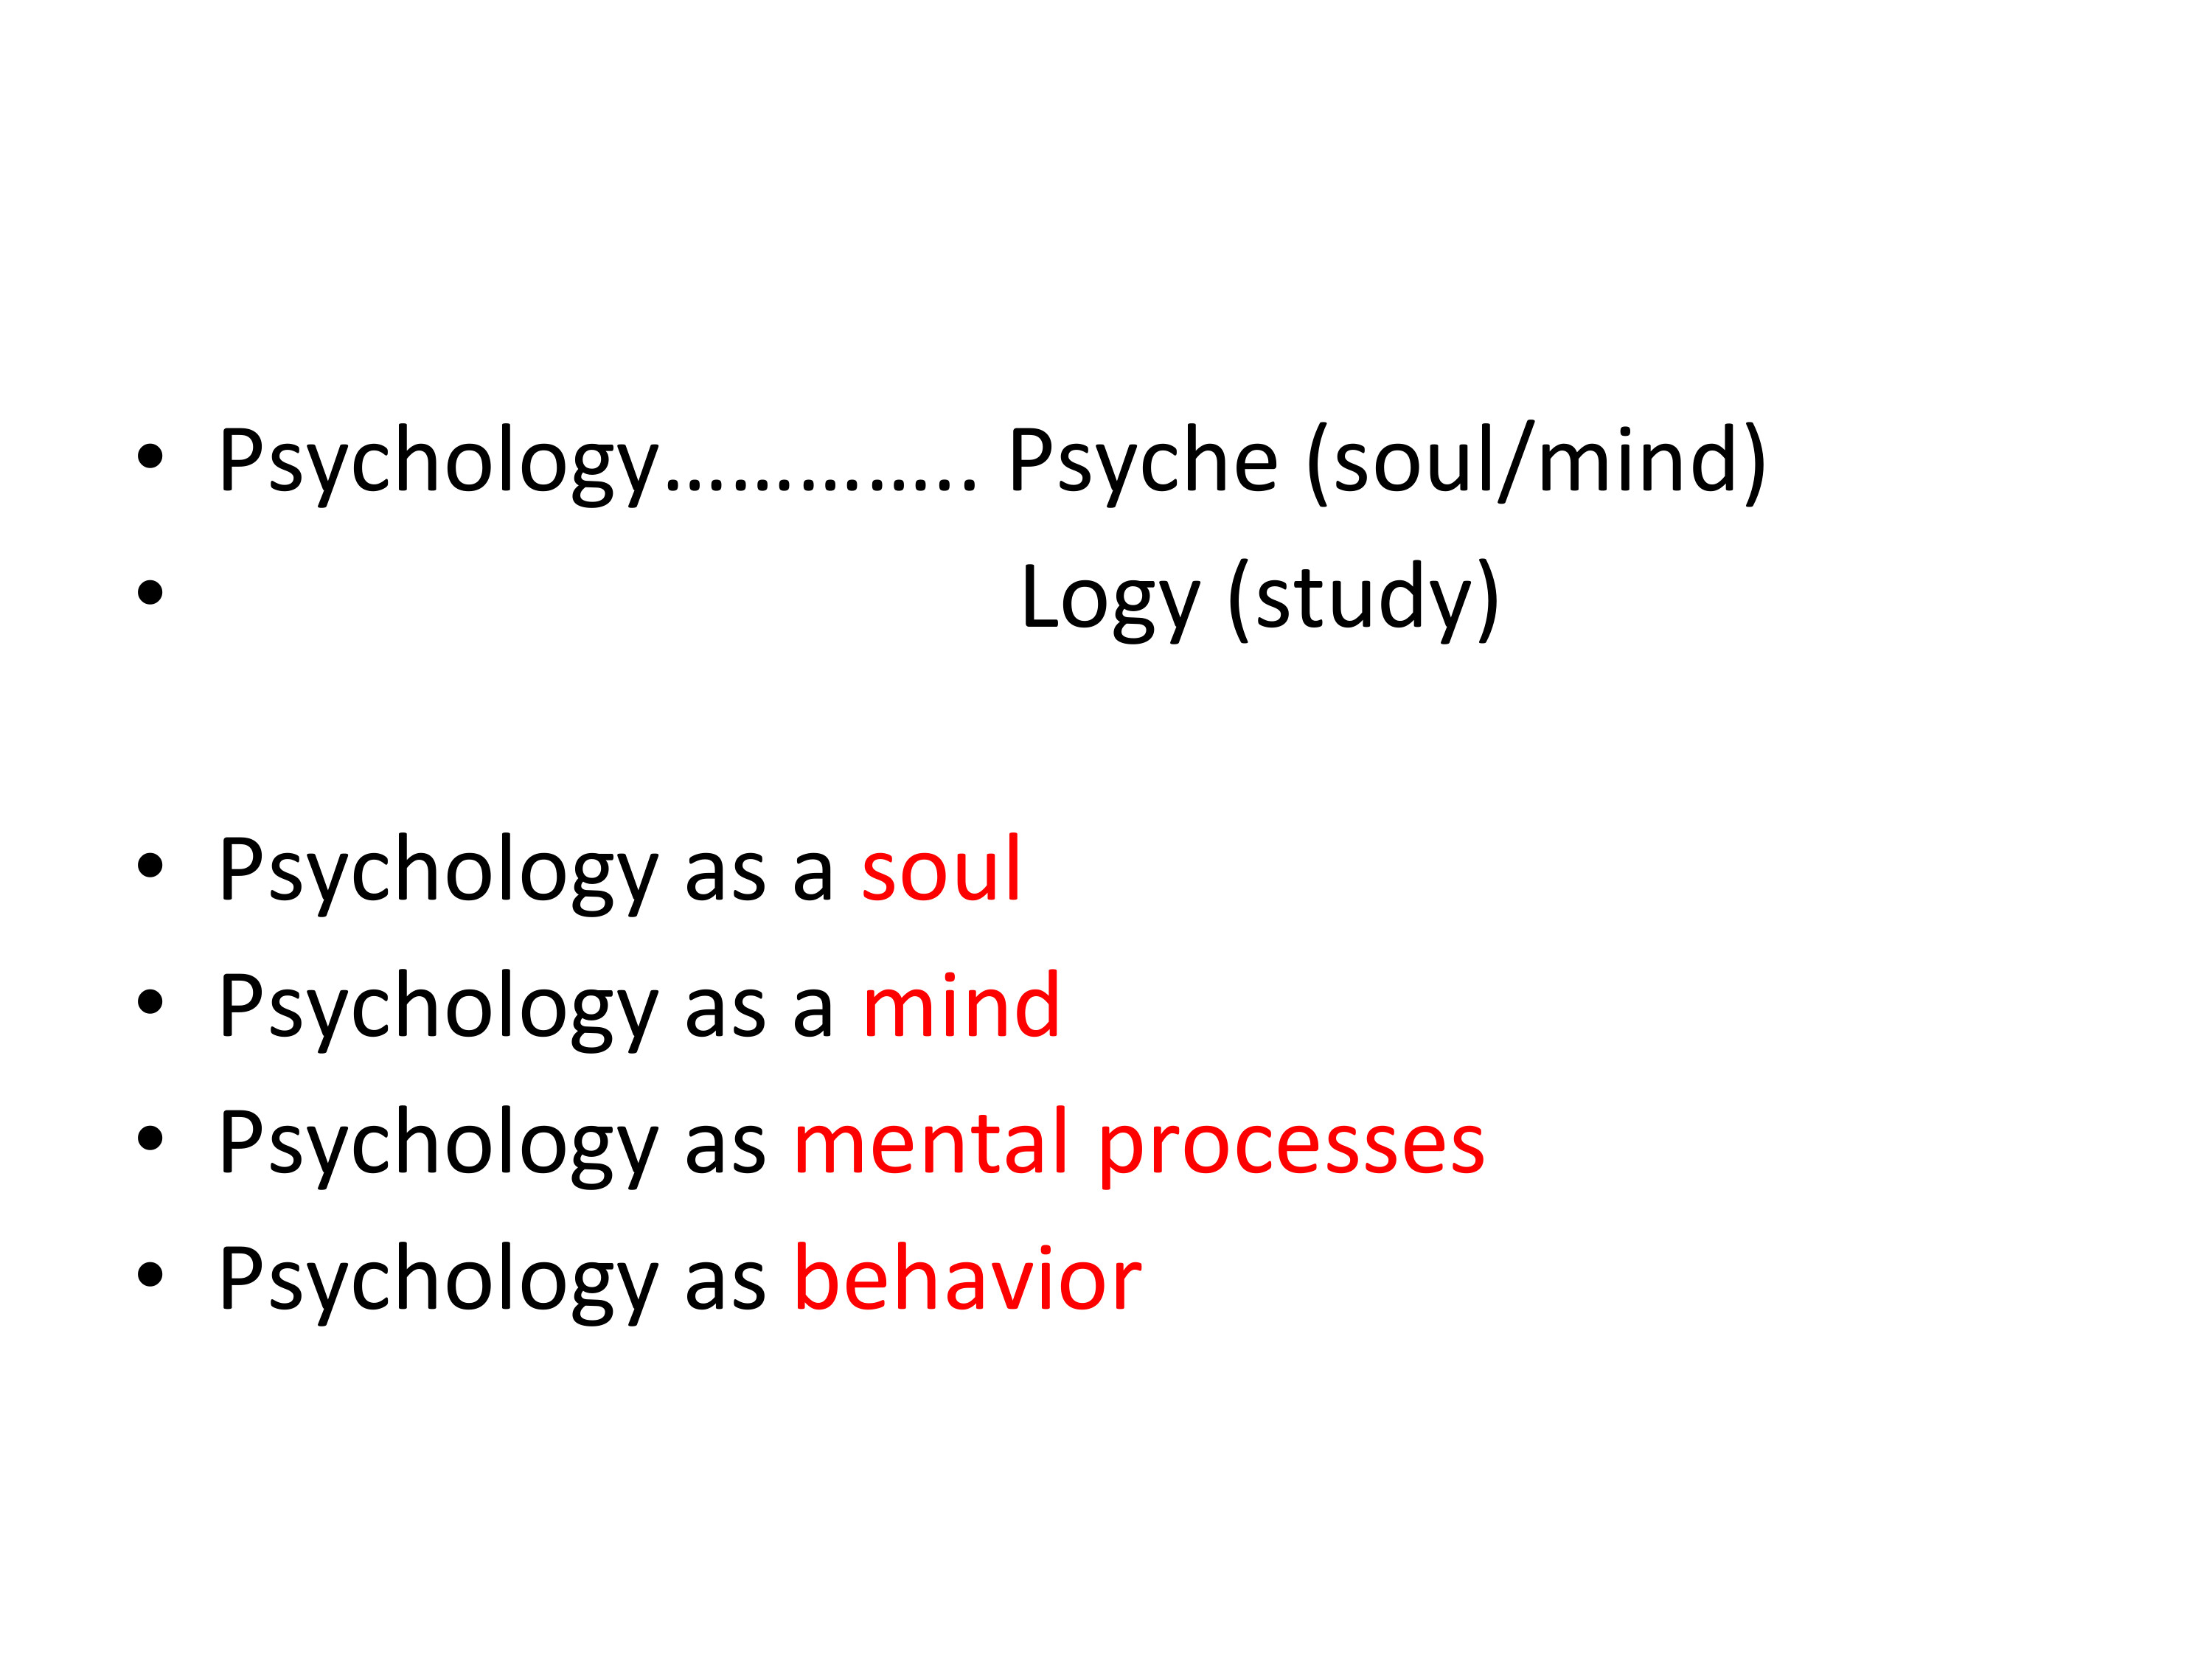 • Psychology…………… Psyche (soul/mind)
• Logy (study)
• Psychology as a soul
• Psychology as a mind
• Psychology as mental processes
• Psychology as behavior